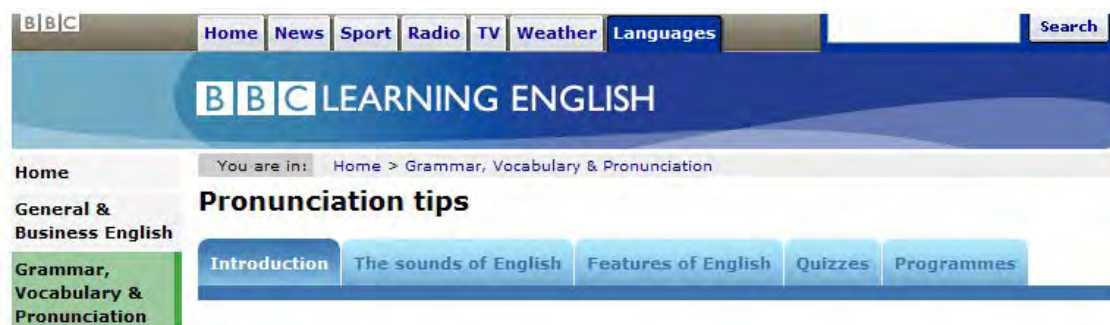 BBC
Home News Sport Radio TV Weather Languages Search
BBC LEARNING ENGLISH
You are in: Home > Grammar, Vocabulary & Pronunciation
Home
General &
Business English
Grammar,
Vocabulary &
Pronunciation
Pronunciation tips
Introduction The sounds of English Features of English Quizzes Programmes